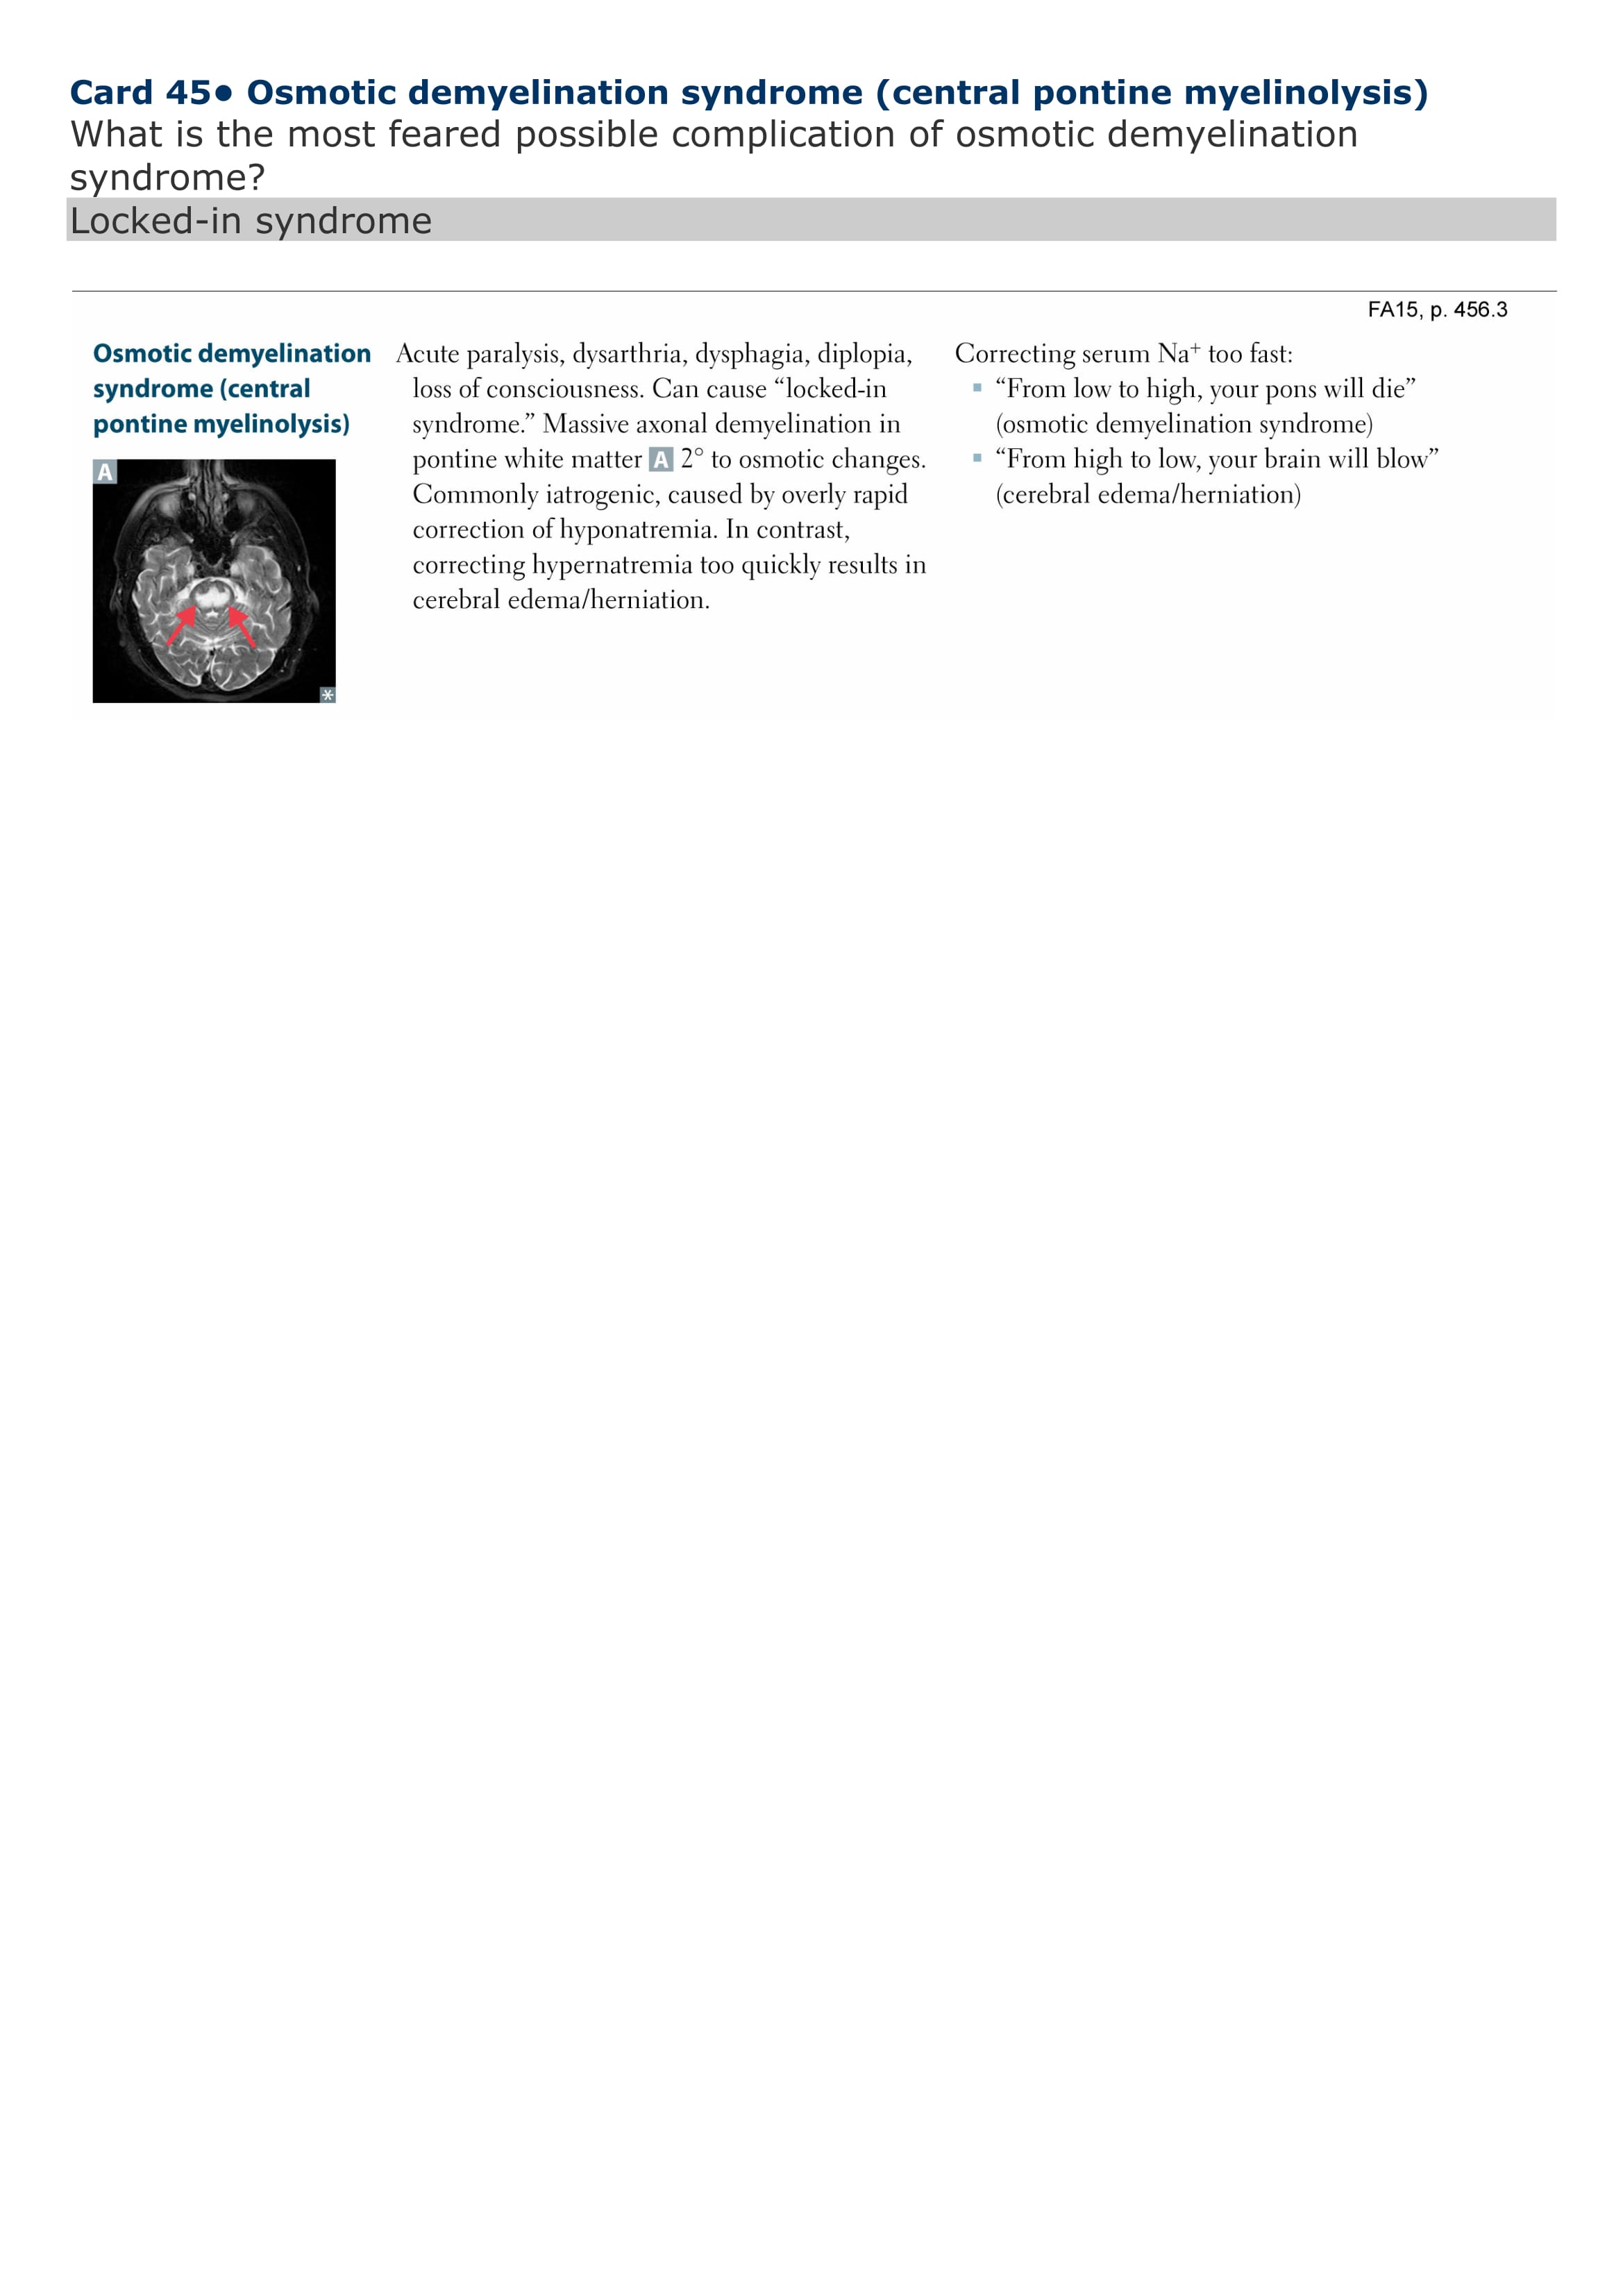 Card 45• Osmotic demyelination syndrome (central pontine myelinolysis)
What is the most feared possible complication of osmotic demyelination
syndrome?
Locked-in syndrome
FA15, p. 456.3
Osmotic demyelination
syndrome (central
pontine myelinolysis)
A
*
Acute paralysis, dysarthria, dysphagia, diplopia,
loss of consciousness. Can cause “locked-in
syndrome.” Massive axonal demyelination in
pontine white matter A 2° to osmotic changes.
Commonly iatrogenic, caused by overly rapid
correction of hyponatremia. In contrast,
correcting hypernatremia too quickly results in
cerebral edema/herniation.
Correcting serum Na⁺ too fast:
▪ “From low to high, your pons will die”
(osmotic demyelination syndrome)
▪ “From high to low, your brain will blow”
(cerebral edema/herniation)